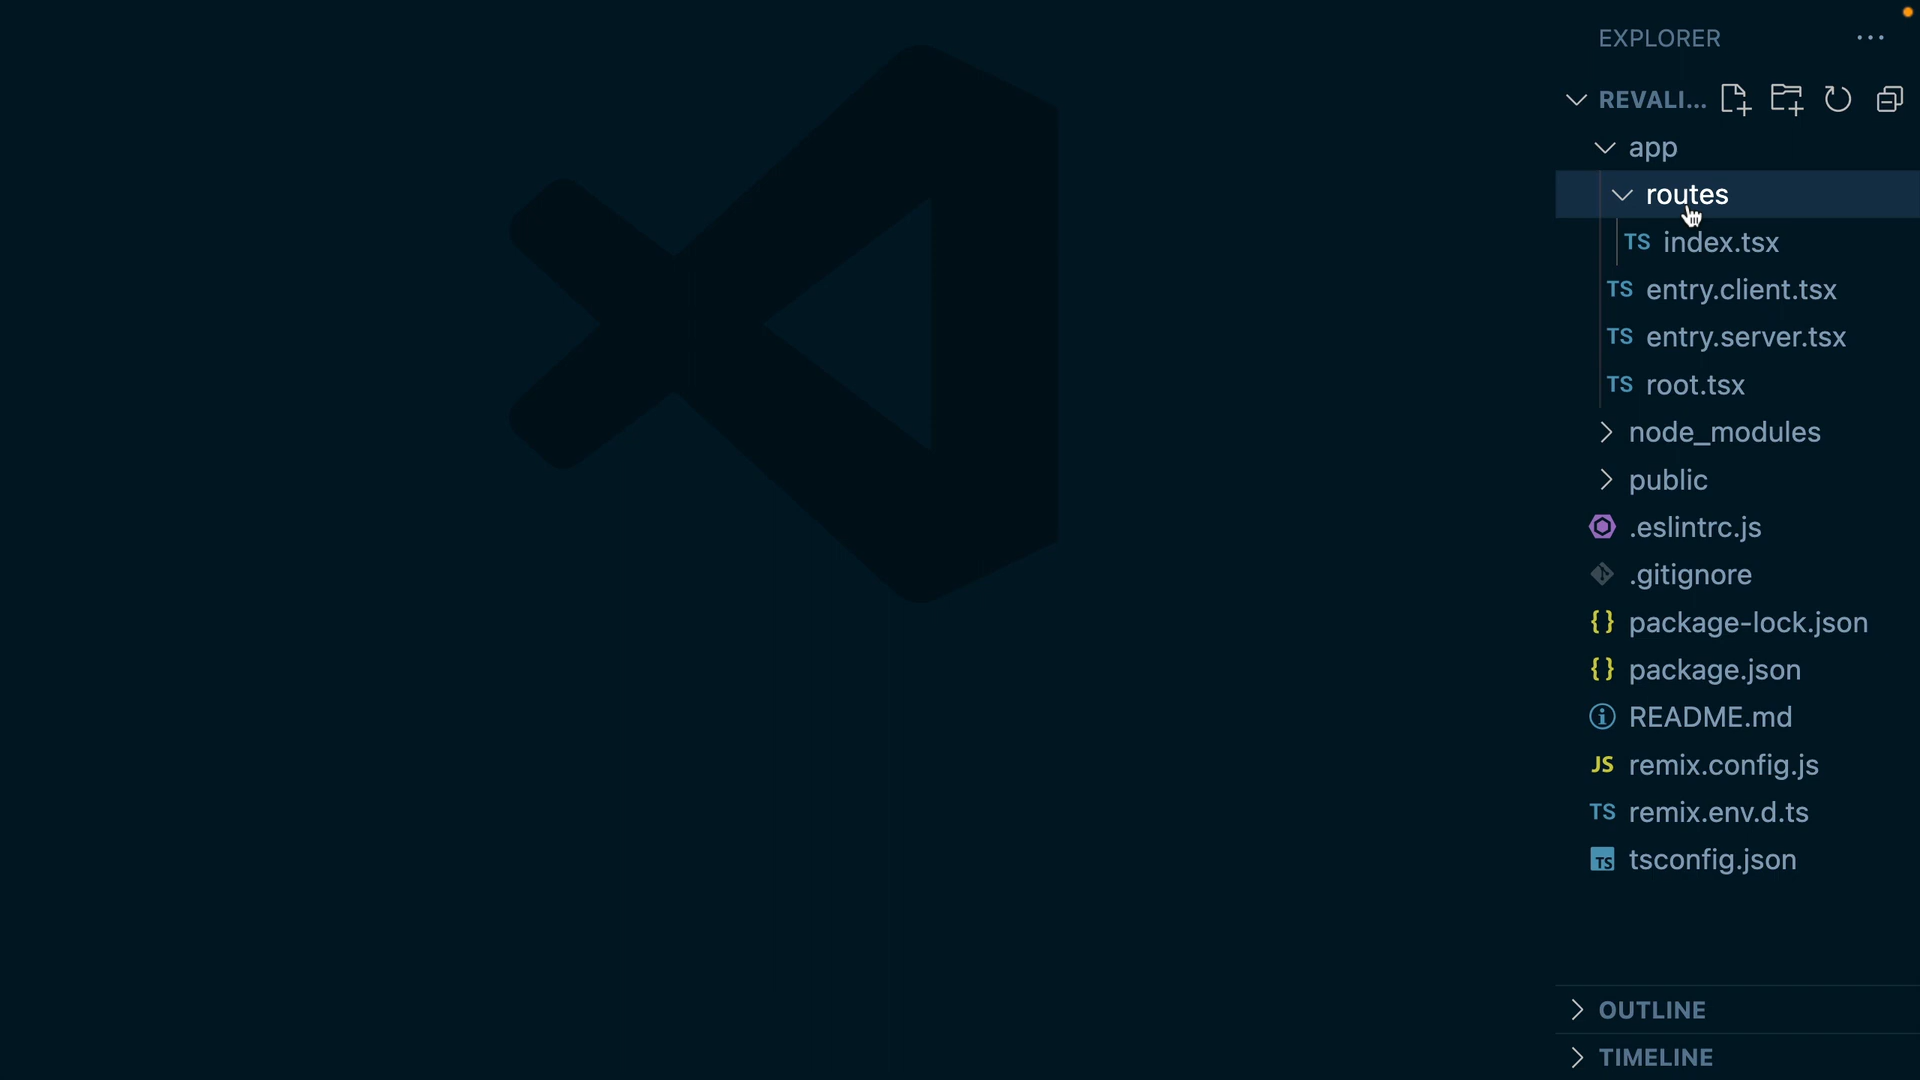 EXPLORER
REVALI...
app
routes
TS index.tsx
TS entry.client.tsx
TS entry.server.tsx
TS root.tsx
node_modules
public
.eslintrc.js
.gitignore
{} package-lock.json
{} package.json
README.md
JS remix.config.js
TS remix.env.d.ts
TS tsconfig.json
OUTLINE
TIMELINE